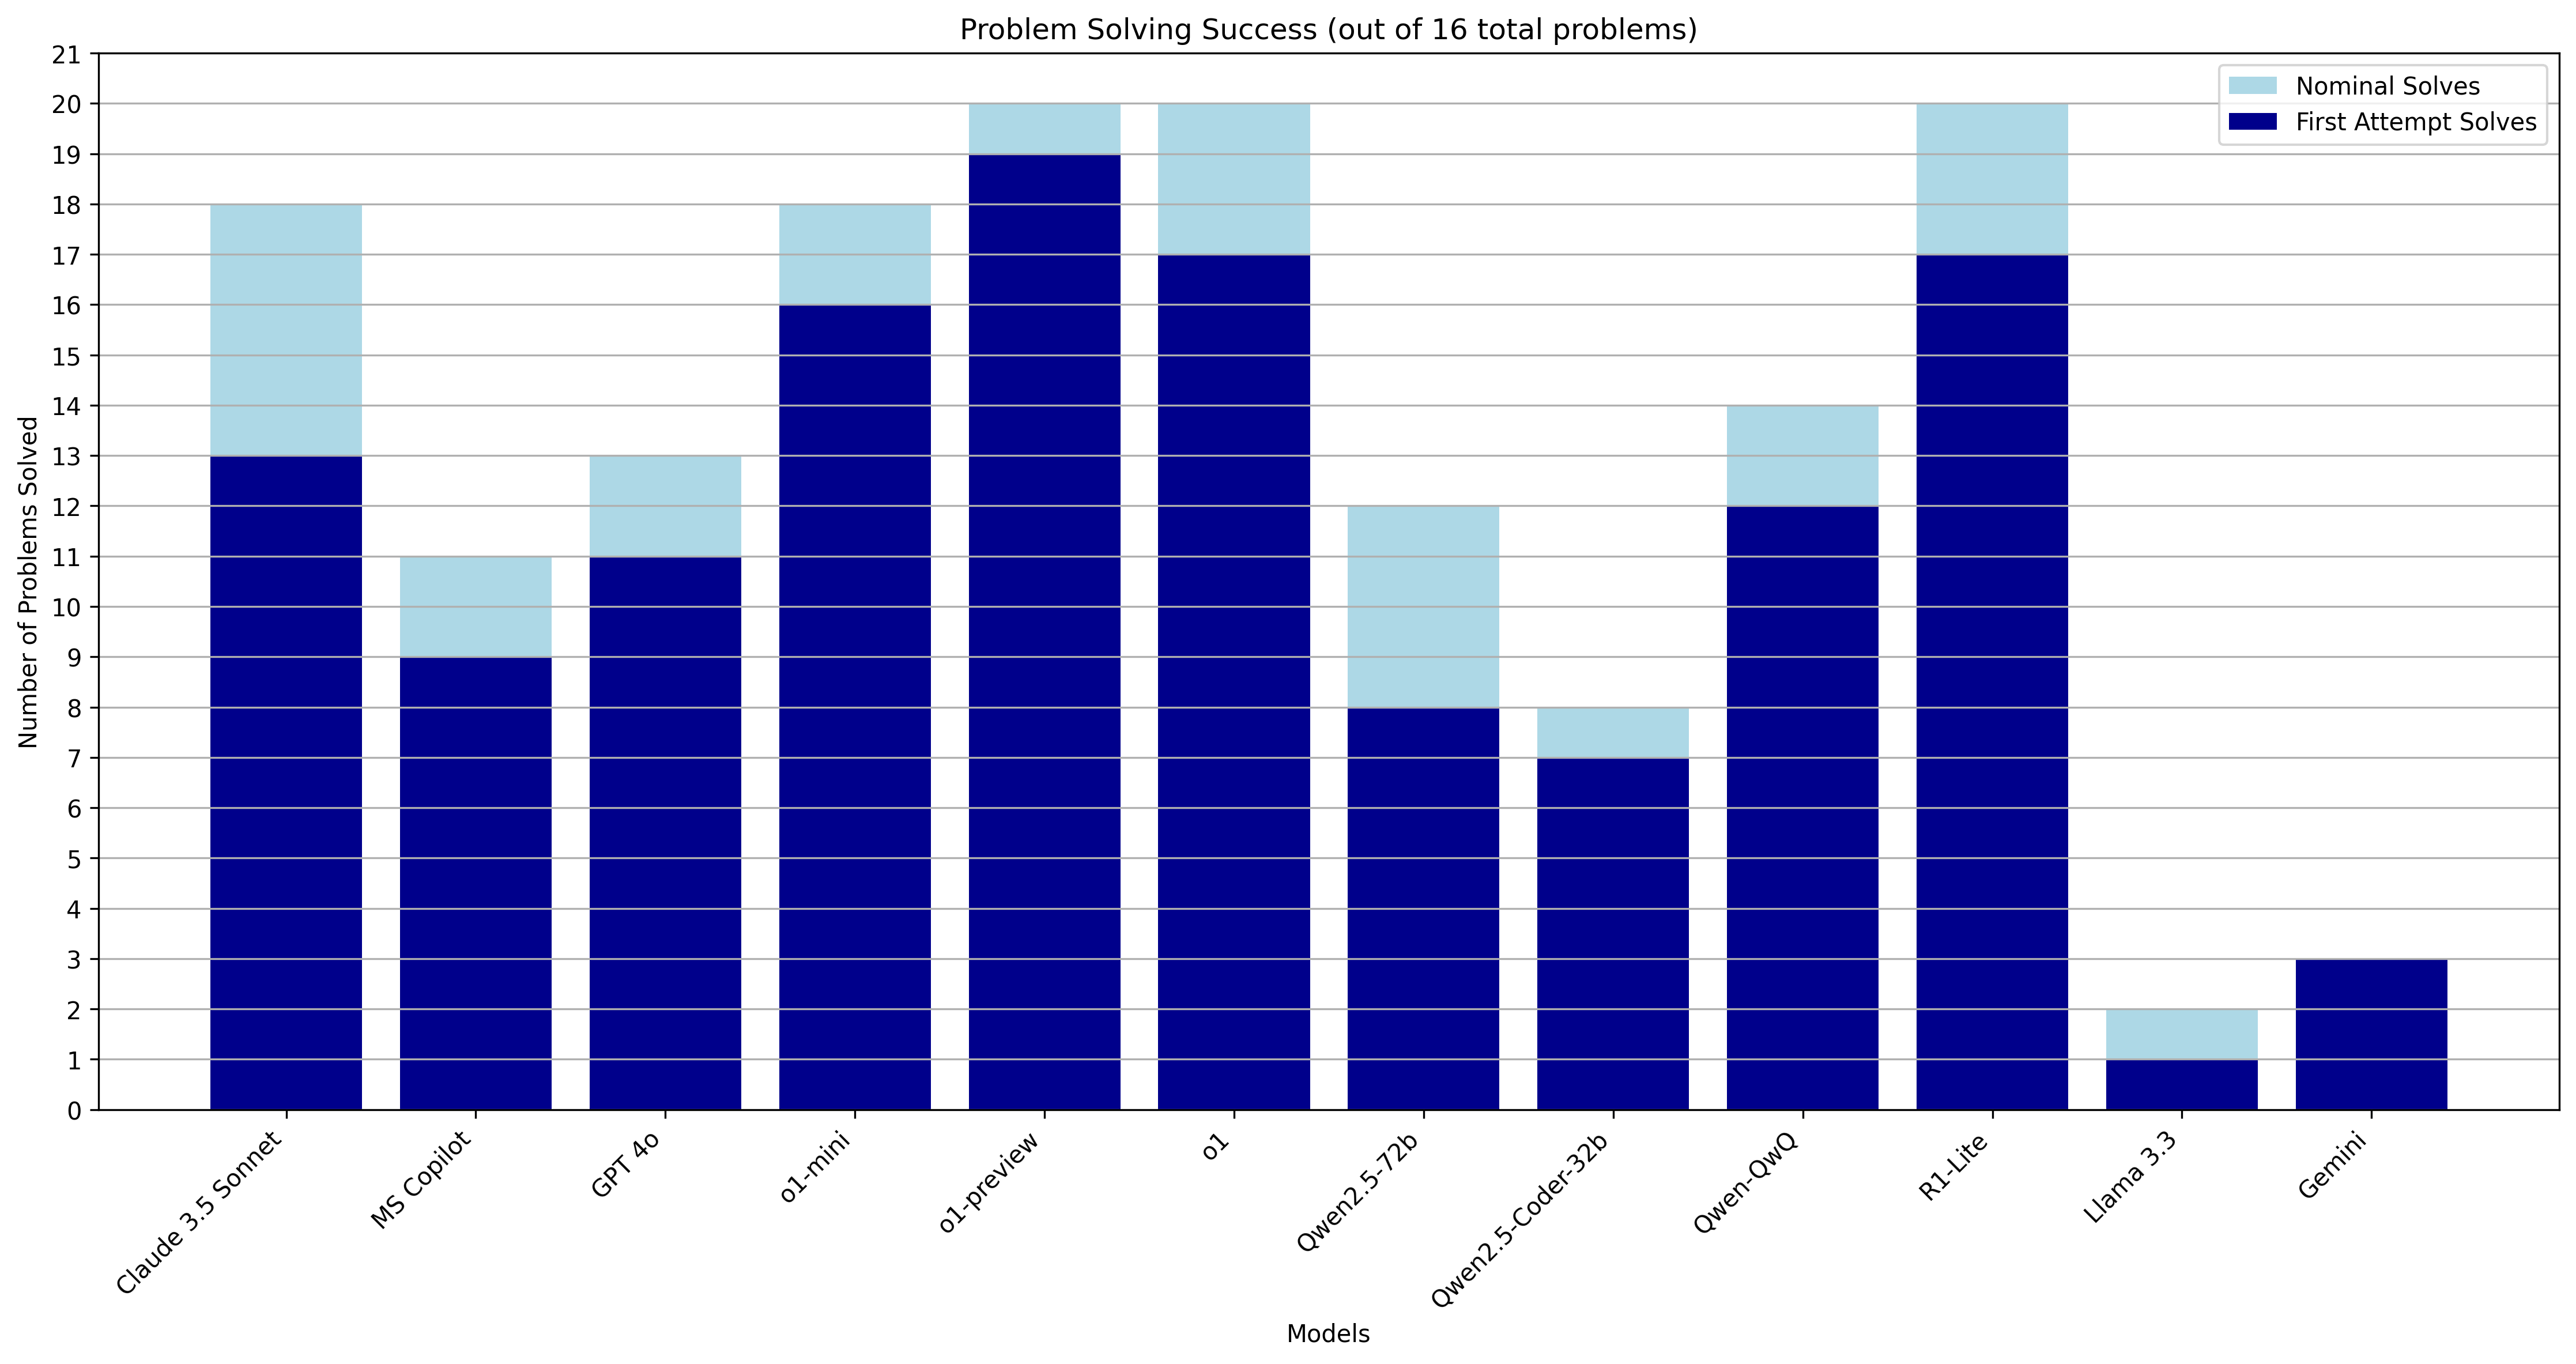 Problem Solving Success (out of 16 total problems)
Nominal Solves
First Attempt Solves
Number of Problems Solved
21
20
19
18
17
16
15
14
13
12
11
10
9
8
7
6
5
4
3
2
1
0
Claude 3.5 Sonnet
MS Copilot
GPT 4o
o1-mini
o1-preview
o1
Qwen2.5-72b
Qwen2.5-Coder-32b
Qwen-QwQ
R1-Lite
Llama 3.3
Gemini
Models